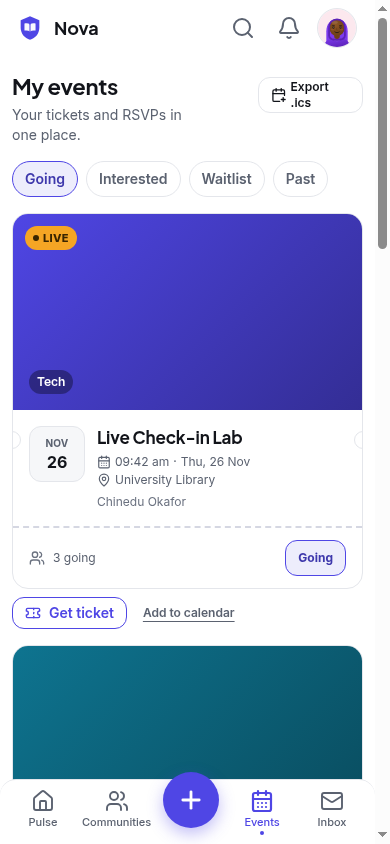 Nova
My events
Export
.ics
Your tickets and RSVPs in
one place.
Going
Interested
Waitlist
Past
LIVE
Tech
NOV
26
Live Check-in Lab
09:42 am · Thu, 26 Nov
University Library
Chinedu Okafor
3 going
Going
Get ticket
Add to calendar
Pulse
Communities
Events
Inbox